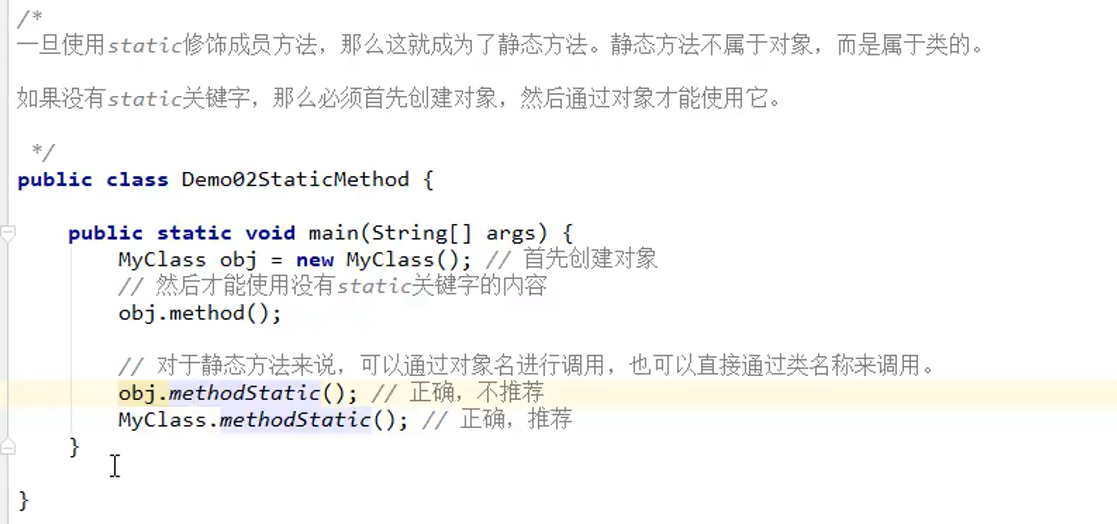 /*
一旦使用static修饰成员方法，那么这就成为了静态方法。静态方法不属于对象，而是属于类的。
如果没有static关键字，那么必须首先创建对象，然后通过对象才能使用它。
*/
public class Demo02StaticMethod {
public static void main(String[] args) {
MyClass obj = new MyClass(); // 首先创建对象
// 然后才能使用没有static关键字的内容
obj.method();
// 对于静态方法来说，可以通过对象名进行调用，也可以直接通过类名称来调用。
obj.methodStatic(); // 正确，不推荐
MyClass.methodStatic(); // 正确，推荐
}
}